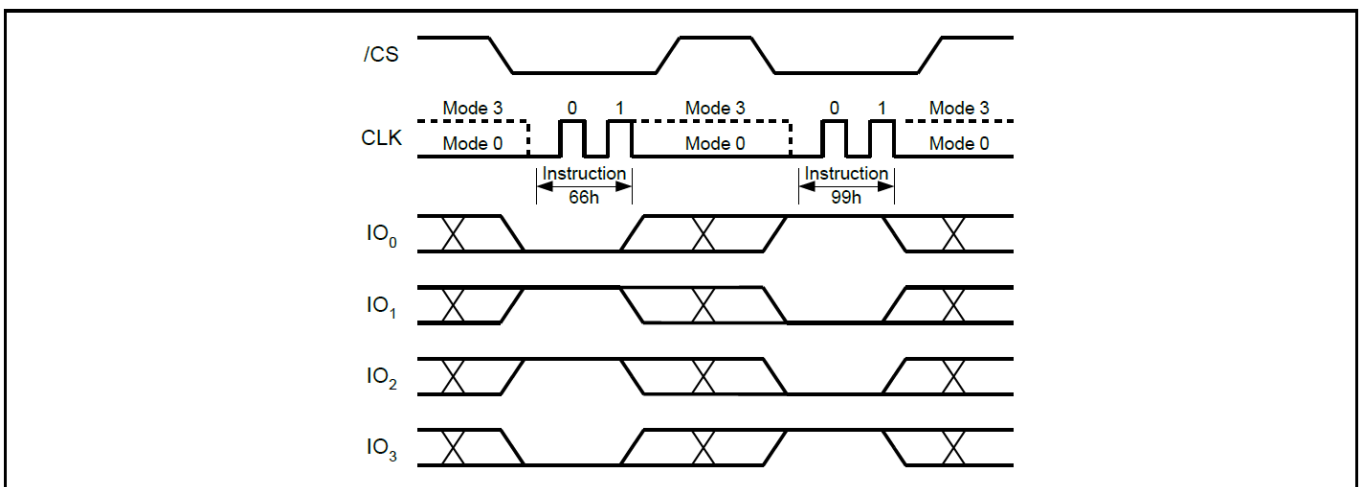 /CS
Mode 3 0 1 Mode 3 0 1 Mode 3
CLK
Mode 0 Mode 0 Mode 0
Instruction Instruction
66h 99h
IO0
IO1
IO2
IO3